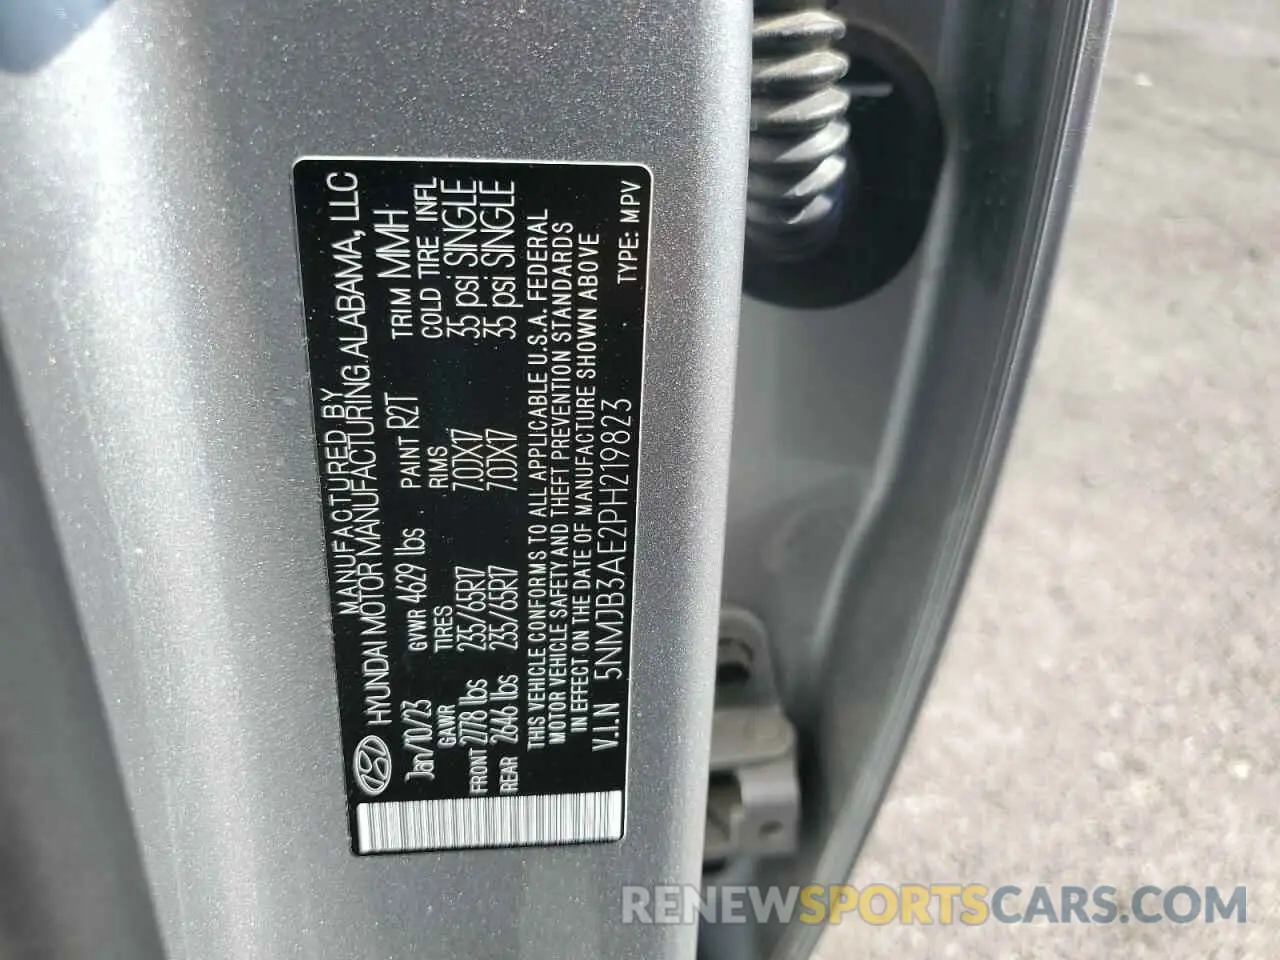 MANUFACTURED BY
HYUNDAI MOTOR MANUFACTURING ALABAMA, LLC
Jan/10/23 GVWR 4629 lbs PAINT R2T TRIM MMH
GAWR TIRES RIMS COLD TIRE INFL
FRONT 2778 lbs 235/65R17 7.0JX17 35 psi SINGLE
REAR 2646 lbs 235/65R17 7.0JX17 35 psi SINGLE
THIS VEHICLE CONFORMS TO ALL APPLICABLE U.S.A. FEDERAL
MOTOR VEHICLE SAFETY AND THEFT PREVENTION STANDARDS
IN EFFECT ON THE DATE OF MANUFACTURE SHOWN ABOVE
V.I.N 5NMJB3AE2PH219823
TYPE: MPV
RENEWSPORTSCARS.COM